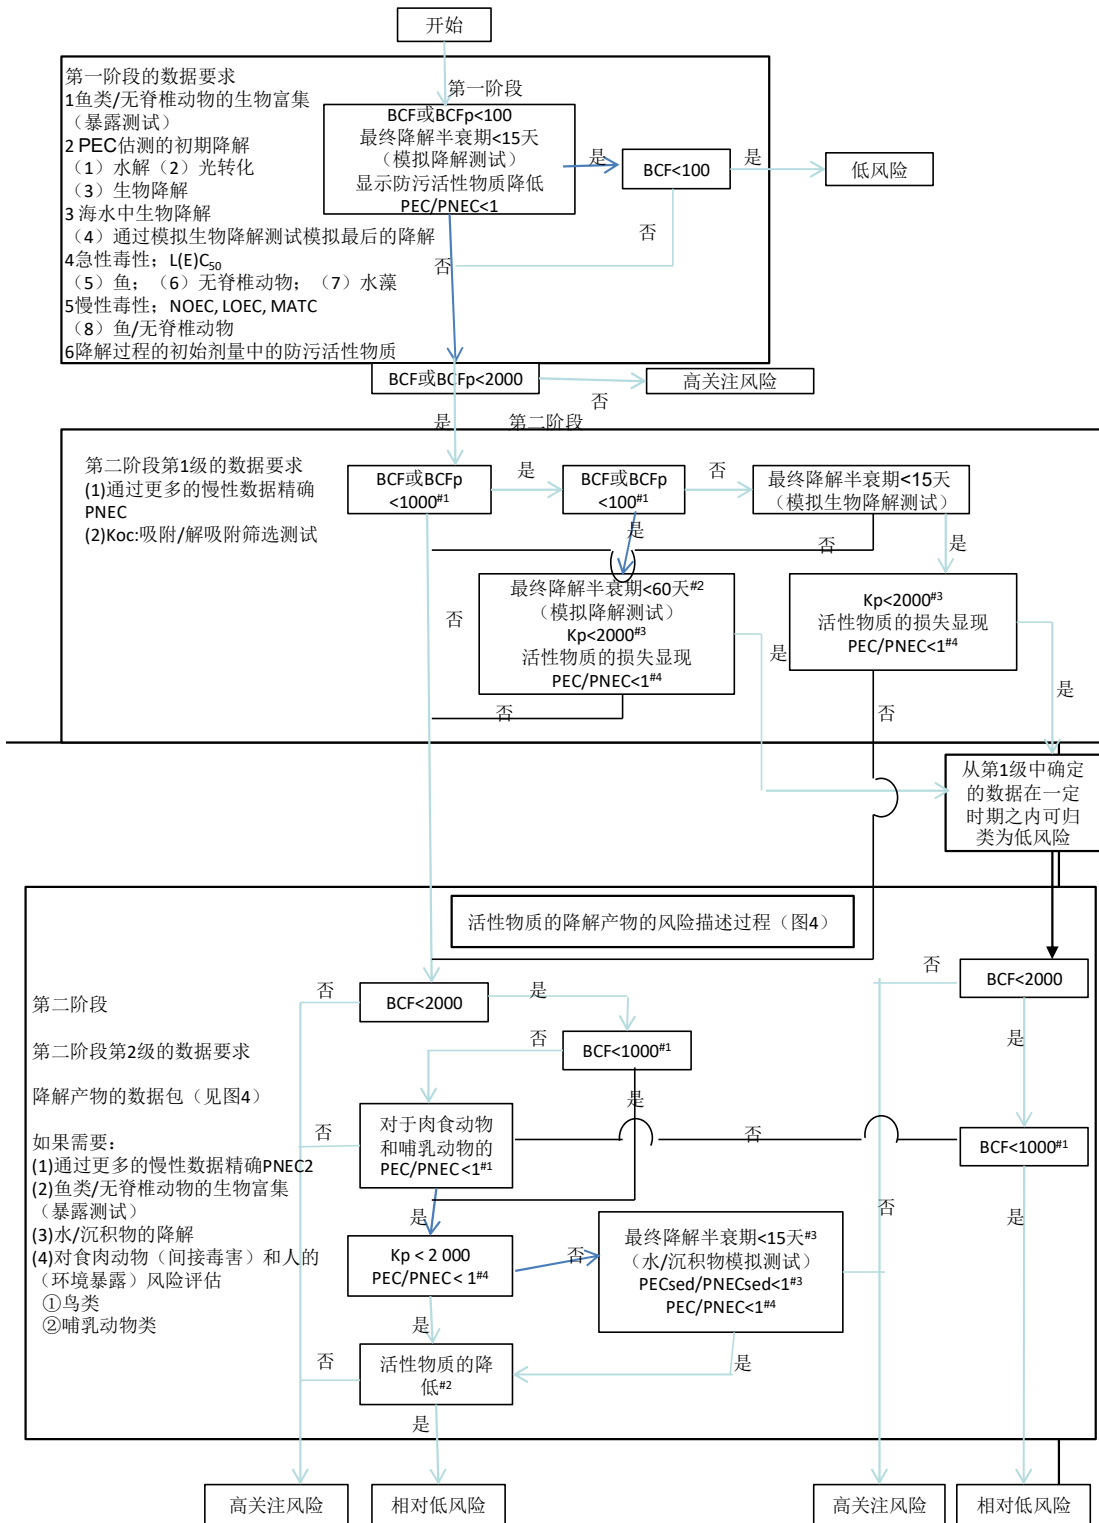 开始
第一阶段的数据要求
1鱼类/无脊椎动物的生物富集
（暴露测试）
2 PEC估测的初期降解
（1）水解（2）光转化
（3）生物降解
3 海水中生物降解
（4）通过模拟生物降解测试模拟最后的降解
4急性毒性；L(E)C₅₀
（5）鱼；（6）无脊椎动物；（7）水藻
5慢性毒性；NOEC, LOEC, MATC
（8）鱼/无脊椎动物
6降解过程的初始剂量中的防污活性物质
第一阶段
BCF或BCFp<100
最终降解半衰期<15天
（模拟降解测试）
显示防污活性物质降低
PEC/PNEC<1
是
BCF<100
是
低风险
否
否
BCF或BCFp<2000
否
高关注风险
是
第二阶段
第二阶段第1级的数据要求
(1)通过更多的慢性数据精确
PNEC
(2)Koc:吸附/解吸附筛选测试
BCF或BCFp
<1000#1
是
BCF或BCFp
<100#1
否
最终降解半衰期<15天
（模拟生物降解测试）
是
否
是
否
最终降解半衰期<60天#2
（模拟降解测试）
Kp<2000#3
活性物质的损失显现
PEC/PNEC<1#4
是
Kp<2000#3
活性物质的损失显现
PEC/PNEC<1#4
是
否
否
从第1级中确定
的数据在一定
时期之内可归
类为低风险
活性物质的降解产物的风险描述过程（图4）
第二阶段
第二阶段第2级的数据要求
降解产物的数据包（见图4）
如果需要：
(1)通过更多的慢性数据精确PNEC2
(2)鱼类/无脊椎动物的生物富集
（暴露测试）
(3)水/沉积物的降解
(4)对食肉动物（间接毒害）和人的
（环境暴露）风险评估
①鸟类
②哺乳动物类
否
BCF<2000
是
否
BCF<2000
是
否
BCF<1000#1
是
否
对于肉食动物
和哺乳动物的
PEC/PNEC<1#1
否
BCF<1000#1
是
是
否
Kp < 2 000
PEC/PNEC < 1#4
否
最终降解半衰期<15天#3
（水/沉积物模拟测试）
PECsed/PNECsed<1#3
PEC/PNEC<1#4
是
是
否
活性物质的降
低#2
是
高关注风险
相对低风险
高关注风险
相对低风险